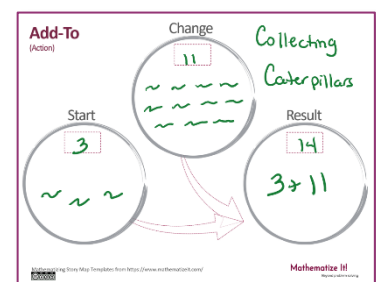 Add-To
(Action)
Change
11
Collecting
Caterpillars
Start
3
Result
14
3+11
Mathematizing Story Map Templates from https://www.mathematizeit.com/
Mathematize It!